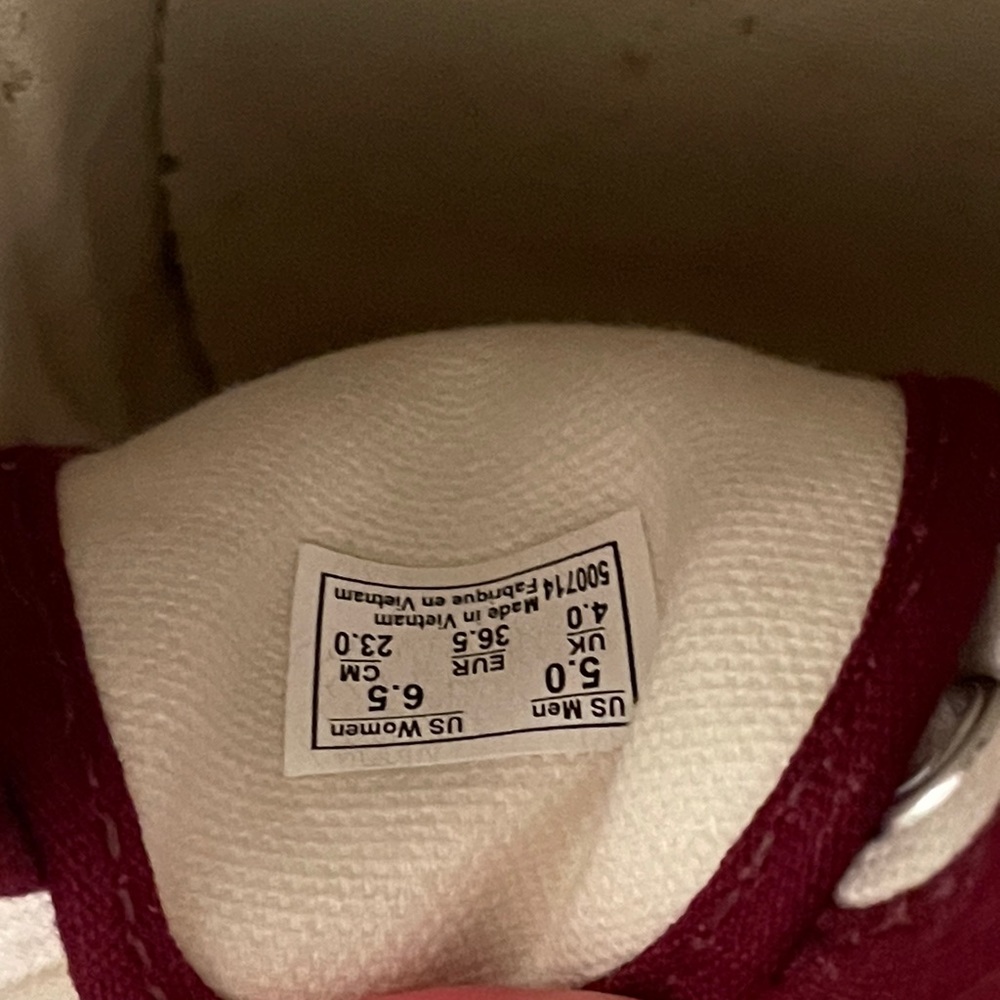 US Men US Women
5.0 6.5
UK EUR CM
4.0 36.5 23.0
Made in Vietnam
500714 Fabrique en Vietnam